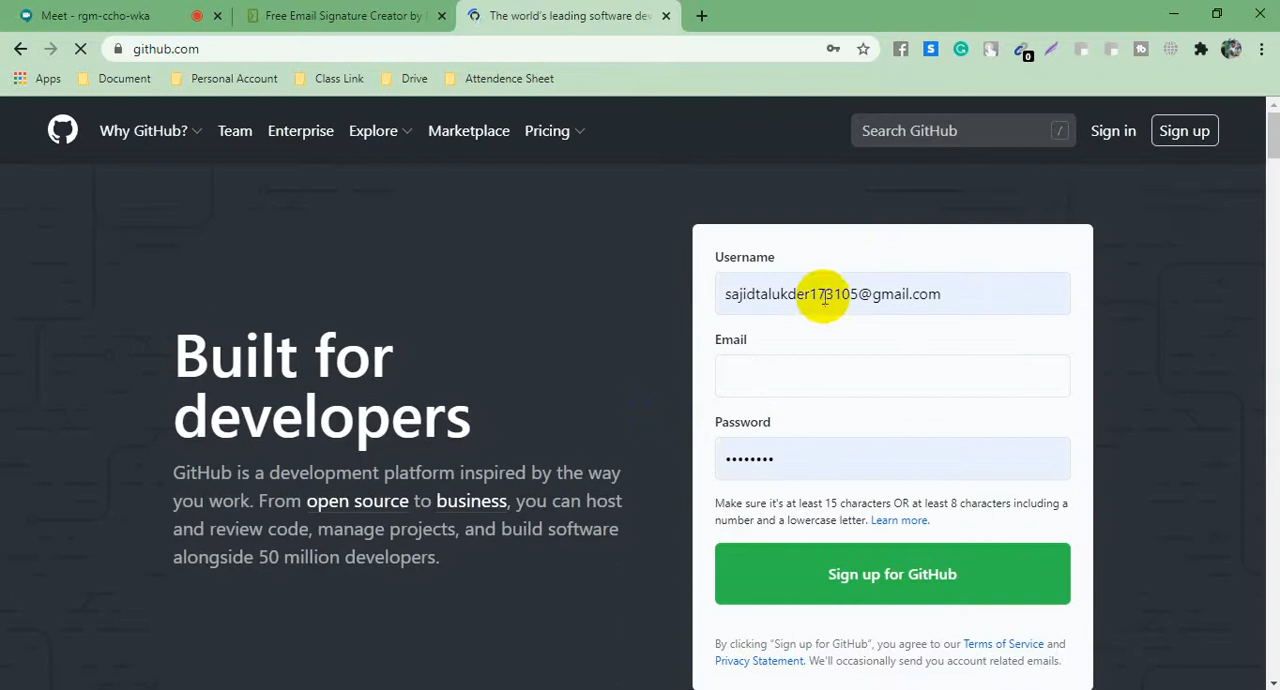 Meet - rgm-ccho-wka
Free Email Signature Creator by
The world's leading software dev
github.com
0
Apps
Document
Personal Account
Class Link
Drive
Attendence Sheet
Why GitHub?
Team
Enterprise
Explore
Marketplace
Pricing
Search GitHub
/
Sign in
Sign up
Built for
developers
GitHub is a development platform inspired by the way
you work. From open source to business, you can host
and review code, manage projects, and build software
alongside 50 million developers.
Username
sajidtalukder173105@gmail.com
Email
Password
••••••••
Make sure it's at least 15 characters OR at least 8 characters including a
number and a lowercase letter. Learn more.
Sign up for GitHub
By clicking “Sign up for GitHub”, you agree to our Terms of Service and
Privacy Statement. We'll occasionally send you account related emails.